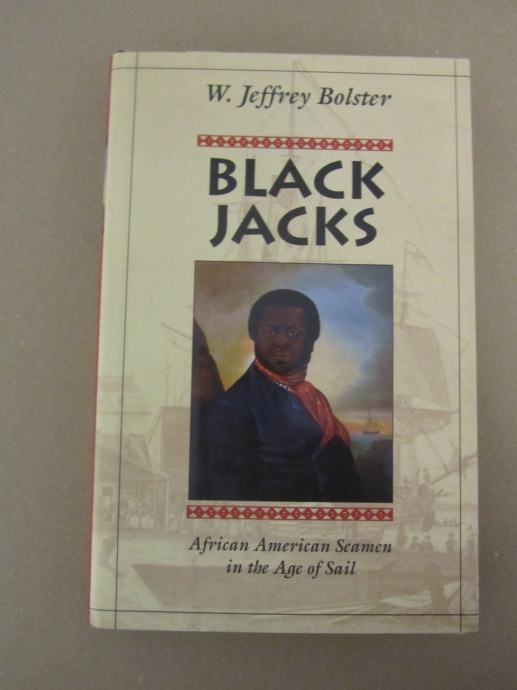 W. Jeffrey Bolster
BLACK
JACKS
African American Seamen
in the Age of Sail